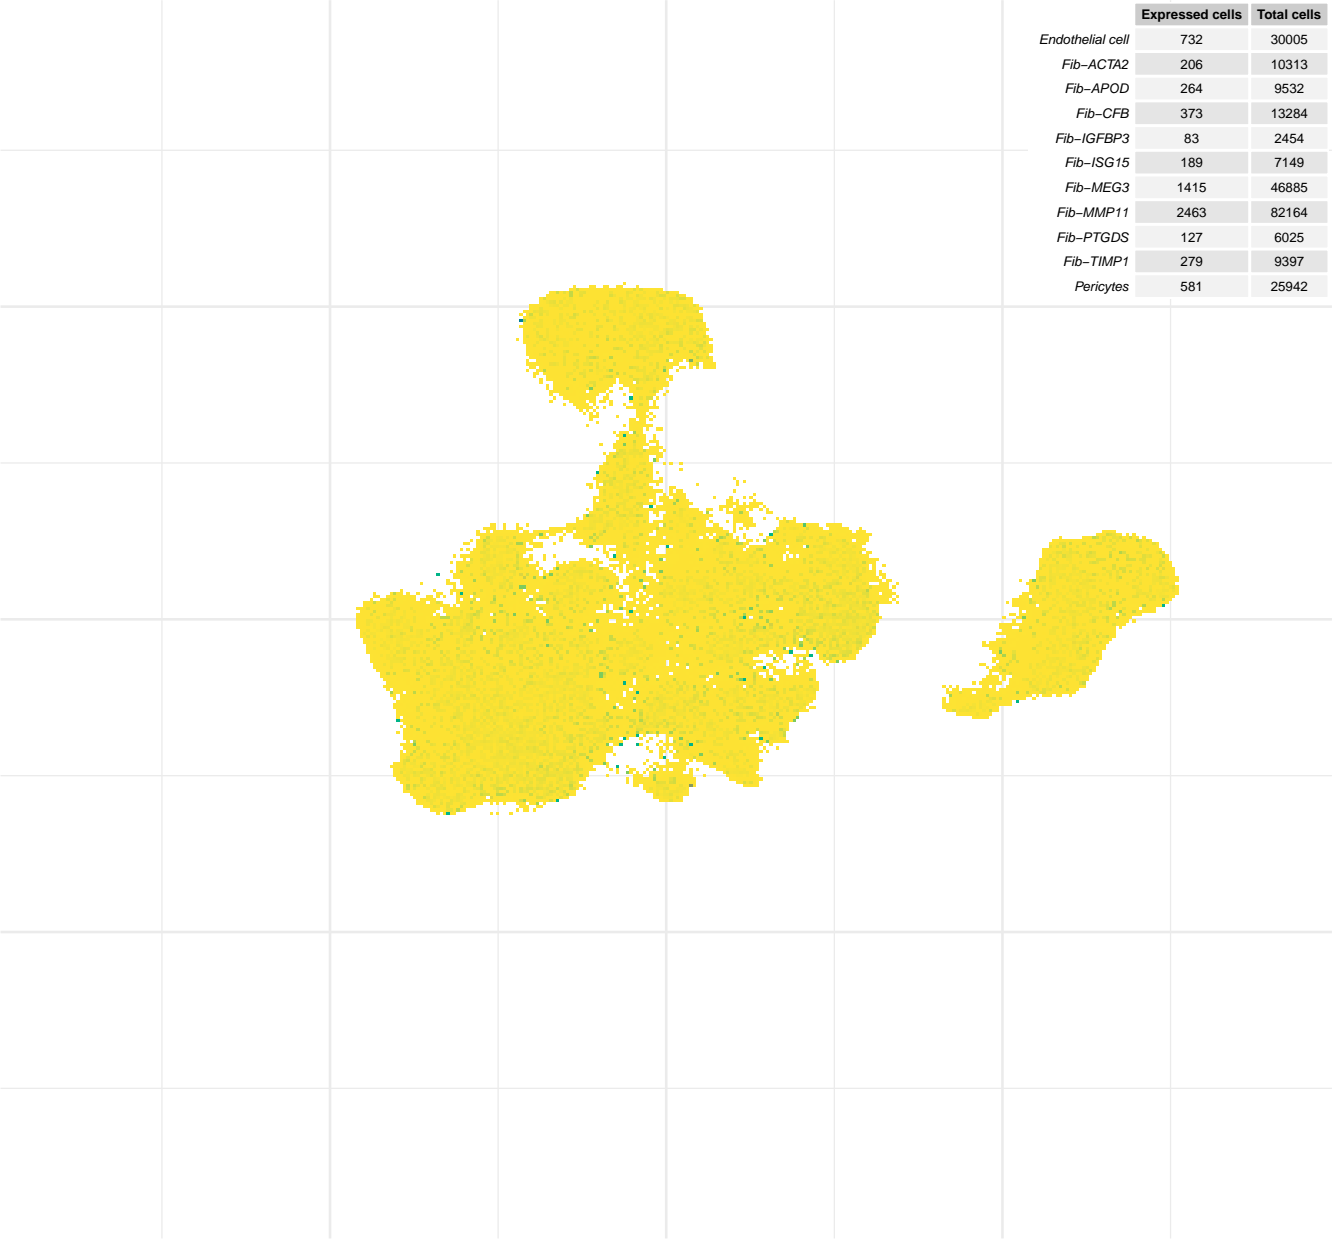 Expressed cells Total cells
Endothelial cell 732 30005
Fib−ACTA2 206 10313
Fib−APOD 264 9532
Fib−CFB 373 13284
Fib−IGFBP3 83 2454
Fib−ISG15 189 7149
Fib−MEG3 1415 46885
Fib−MMP11 2463 82164
Fib−PTGDS 127 6025
Fib−TIMP1 279 9397
Pericytes 581 25942